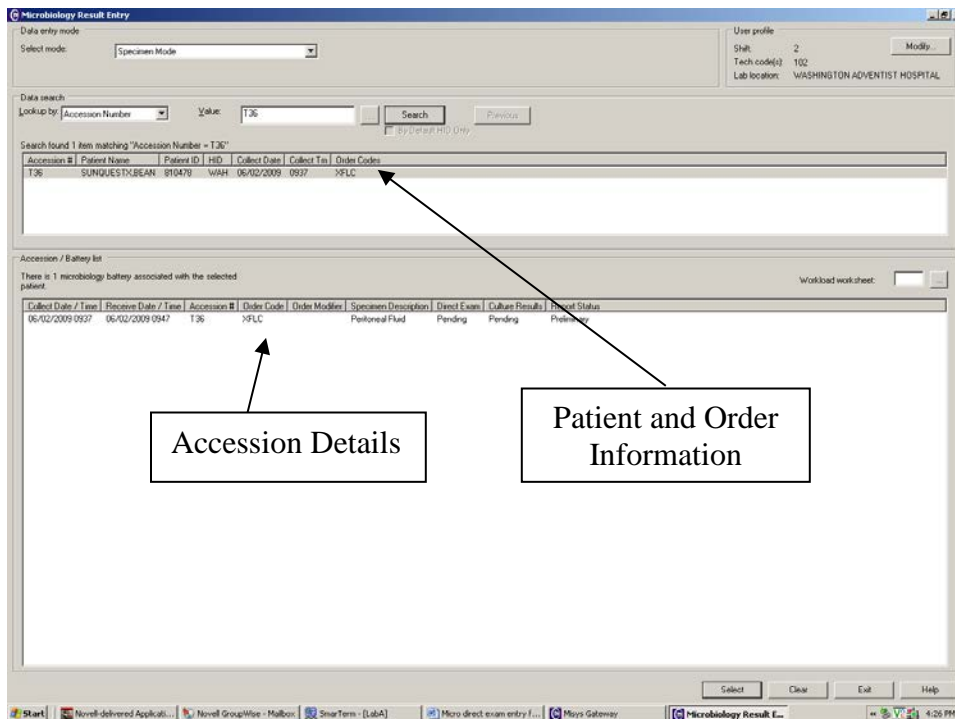 Microbiology Result Entry
Data entry mode
Select mode: Specimen Mode
User profile
Shift: 2
Modify...
Tech code(s) 102
Lab location: WASHINGTON ADVENTIST HOSPITAL
Data search
Lookup by: Accession Number Value: T36 ... Search Previous
By Default HID Only
Search found 1 item matching "Accession Number = T36"
Accession # Patient Name Patient ID HID Collect Date Collect Tm Order Codes
T36 SUNQUESTX,BEAN 810478 WAH 06/02/2009 0937 XFLC
Accession / Battery list
There is 1 microbiology battery associated with the selected
patient.
Workload worksheet: ...
Collect Date / Time Receive Date / Time Accession # Order Code Order Modifier Specimen Description Direct Exam Culture Results Report Status
06/02/2009 0937 06/02/2009 0947 T36 XFLC Peritoneal Fluid Pending Pending Preliminary
Accession Details
Patient and Order
Information
Select Clear Exit Help
Start Novell-delivered Applicati... Novell GroupWise - Mailbox SmarTerm - [LabA] Micro direct exam entry f... Misys Gateway Microbiology Result E... 4:26 PM